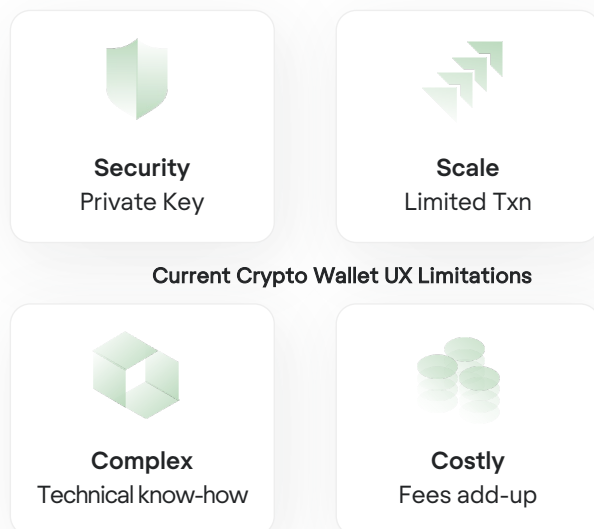 Security
Private Key
Scale
Limited Txn
Current Crypto Wallet UX Limitations
Complex
Technical know-how
Costly
Fees add-up